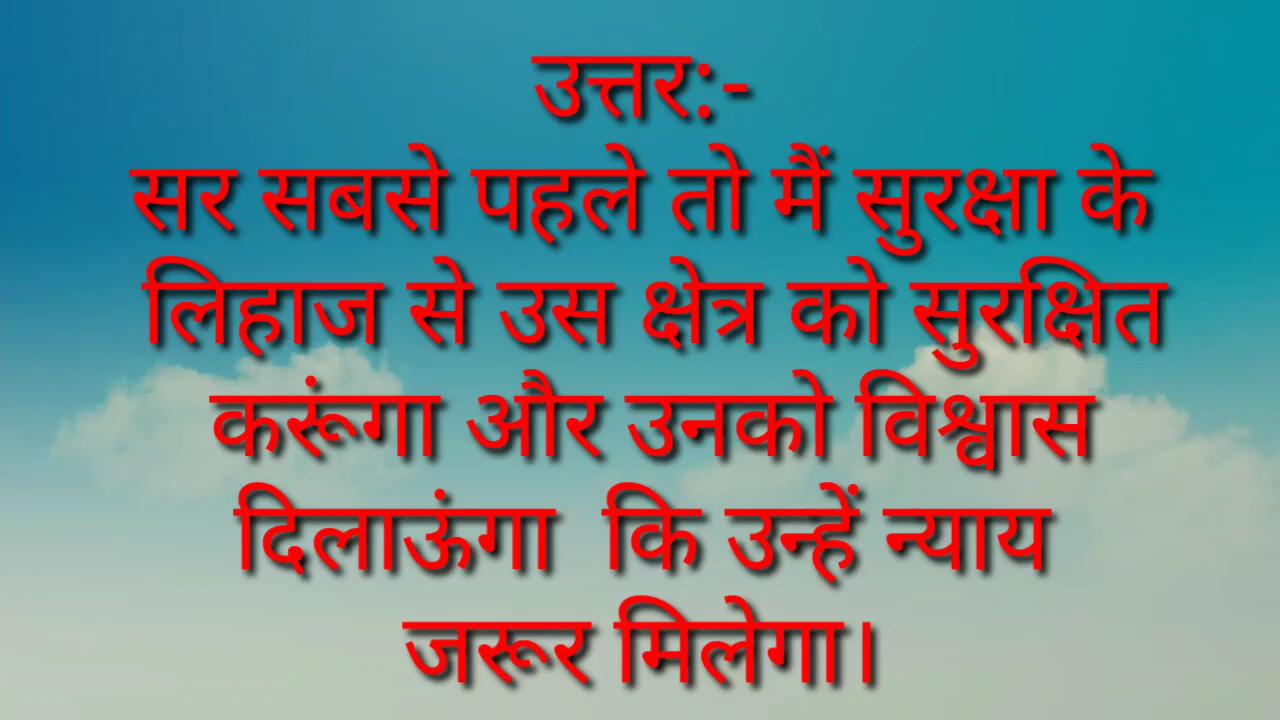 उत्तर:-
सर सबसे पहले तो मैं सुरक्षा के
लिहाज से उस क्षेत्र को सुरक्षित
करूंगा और उनको विश्वास
दिलाऊंगा कि उन्हें न्याय
जरूर मिलेगा।